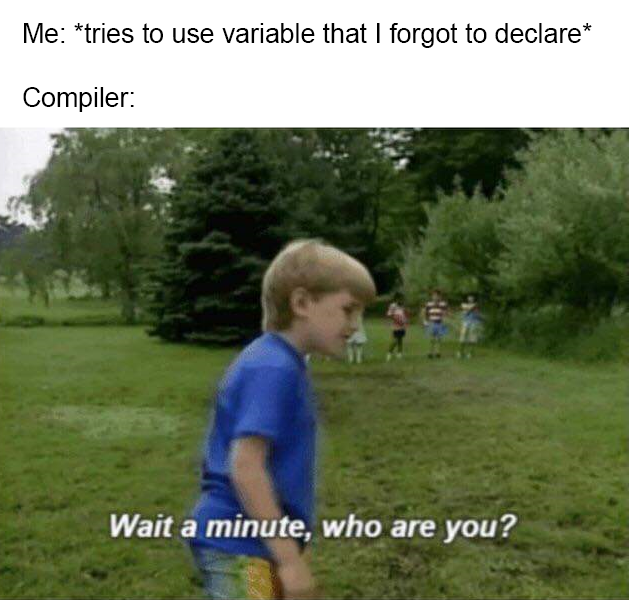 Me: *tries to use variable that I forgot to declare*
Compiler:
Wait a minute, who are you?